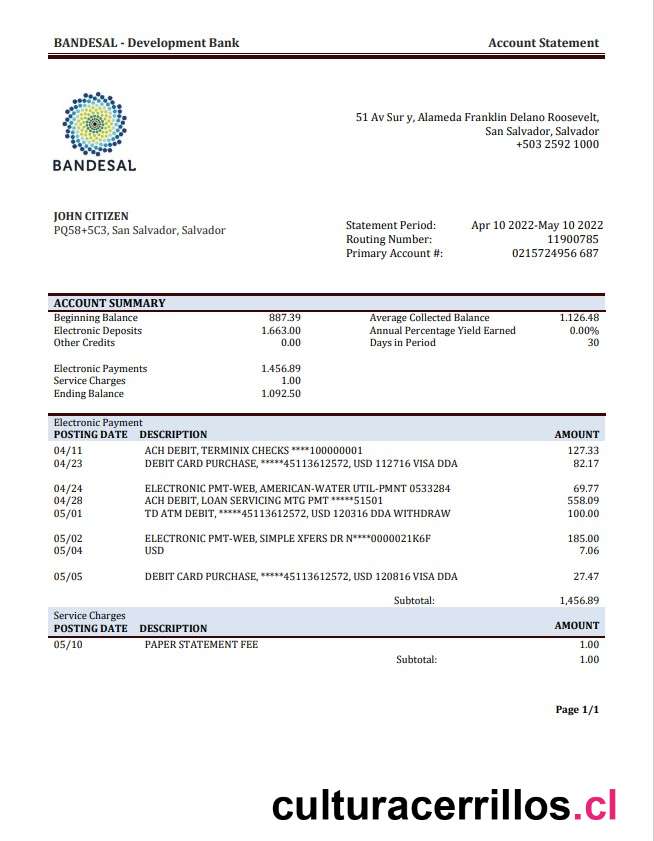 BANDESAL - Development Bank Account Statement
BANDESAL
51 Av Sur y, Alameda Franklin Delano Roosevelt,
San Salvador, Salvador
+503 2592 1000
JOHN CITIZEN
PQ58+5C3, San Salvador, Salvador
Statement Period: Apr 10 2022-May 10 2022
Routing Number: 11900785
Primary Account #: 0215724956 687
ACCOUNT SUMMARY
Beginning Balance 887.39 Average Collected Balance 1.126.48
Electronic Deposits 1.663.00 Annual Percentage Yield Earned 0.00%
Other Credits 0.00 Days in Period 30
Electronic Payments 1.456.89
Service Charges 1.00
Ending Balance 1.092.50
Electronic Payment
POSTING DATE DESCRIPTION AMOUNT
04/11 ACH DEBIT, TERMINIX CHECKS ****100000001 127.33
04/23 DEBIT CARD PURCHASE, *****45113612572, USD 112716 VISA DDA 82.17
04/24 ELECTRONIC PMT-WEB, AMERICAN-WATER UTIL-PMNT 0533284 69.77
04/28 ACH DEBIT, LOAN SERVICING MTG PMT *****51501 558.09
05/01 TD ATM DEBIT, *****45113612572, USD 120316 DDA WITHDRAW 100.00
05/02 ELECTRONIC PMT-WEB, SIMPLE XFERS DR N****0000021K6F 185.00
05/04 USD 7.06
05/05 DEBIT CARD PURCHASE, *****45113612572, USD 120816 VISA DDA 27.47
Subtotal: 1,456.89
Service Charges
POSTING DATE DESCRIPTION AMOUNT
05/10 PAPER STATEMENT FEE 1.00
Subtotal: 1.00
Page 1/1
culturacerrillos.cl